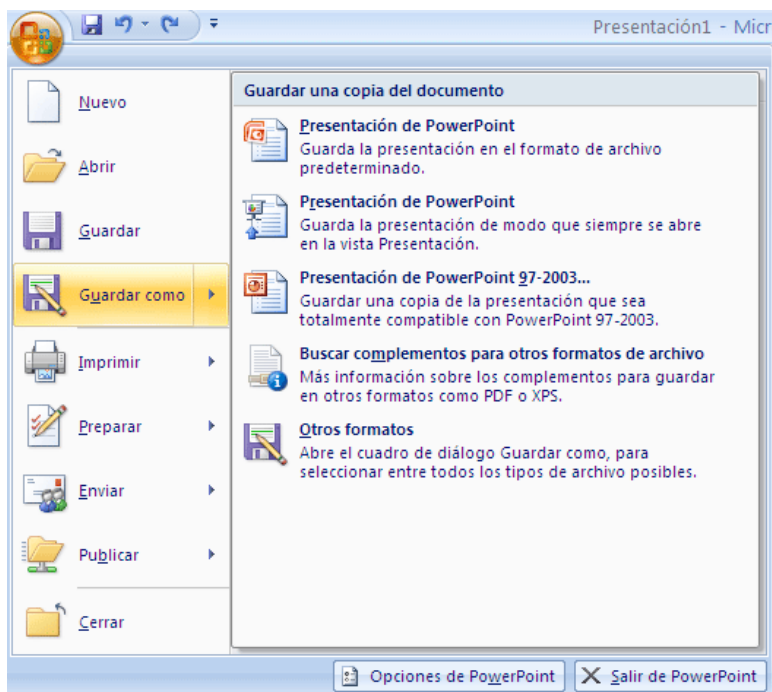 Presentación1 - Micr
Nuevo
Abrir
Guardar
Guardar como
Imprimir
Preparar
Enviar
Publicar
Cerrar
Guardar una copia del documento
Presentación de PowerPoint
Guarda la presentación en el formato de archivo
predeterminado.
Presentación de PowerPoint
Guarda la presentación de modo que siempre se abre
en la vista Presentación.
Presentación de PowerPoint 97-2003...
Guardar una copia de la presentación que sea
totalmente compatible con PowerPoint 97-2003.
Buscar complementos para otros formatos de archivo
Más información sobre los complementos para guardar
en otros formatos como PDF o XPS.
Otros formatos
Abre el cuadro de diálogo Guardar como, para
seleccionar entre todos los tipos de archivo posibles.
Opciones de PowerPoint
Salir de PowerPoint